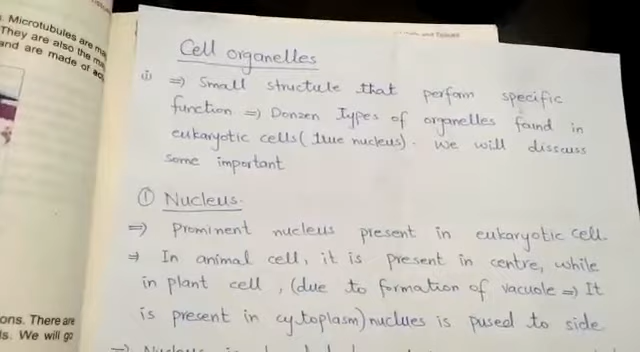 . Microtubules are
They are also the
and are made of
Cell organelles
⇒ Small structule that perform specific
function ⇒ Donzen Types of organelles found in
eukaryotic cells (true nucleus). We will disscuss
some important
① Nucleus.
⇒ Prominent nucleus present in eukaryotic cell.
⇒ In animal cell, it is present in centre, while
in plant cell, (due to formation of vacuole ⇒ It
is present in cytoplasm) nuclues is pused to side
ons. There are
ls. We will go